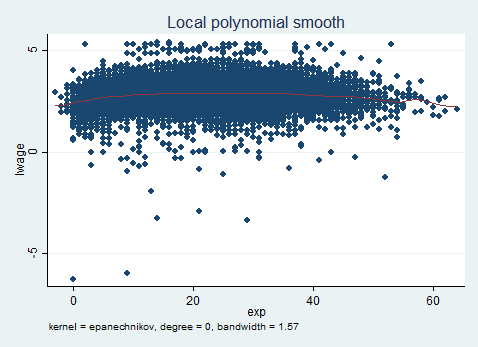 Local polynomial smooth
5
0
-5
lwage
0
20
40
60
exp
kernel = epanechnikov, degree = 0, bandwidth = 1.57